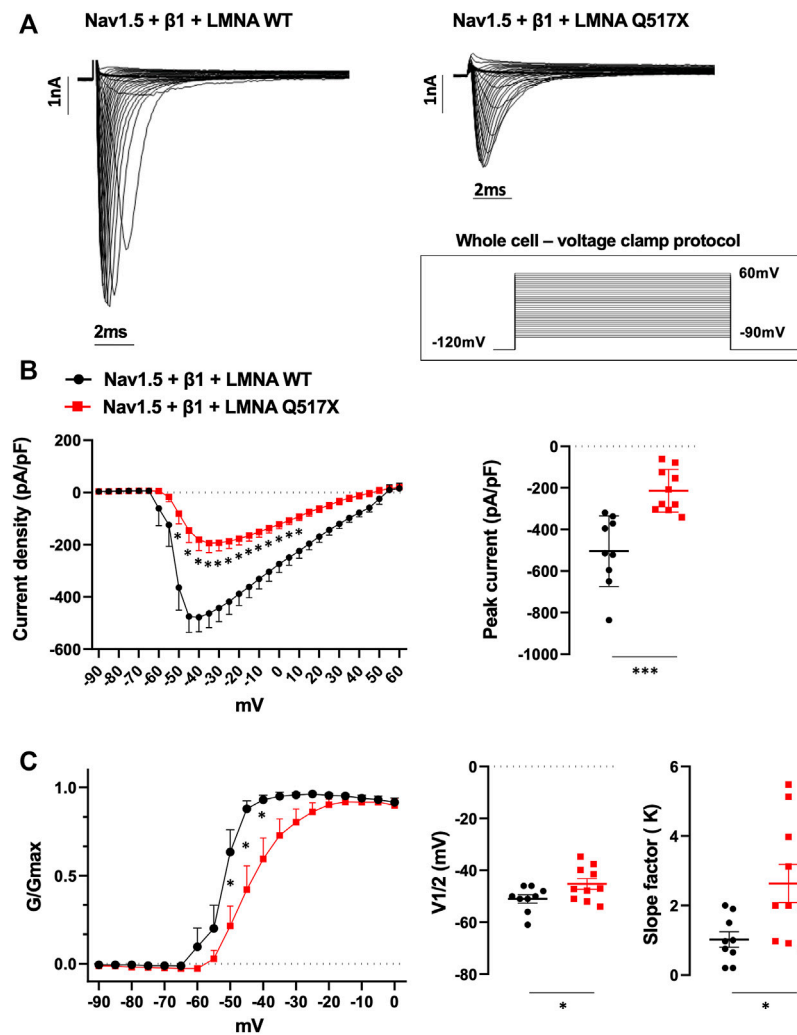 A
Nav1.5 + β1 + LMNA WT
Nav1.5 + β1 + LMNA Q517X
1nA
1nA
2ms
2ms
Whole cell – voltage clamp protocol
60mV
-90mV
-120mV
B
Nav1.5 + β1 + LMNA WT
Nav1.5 + β1 + LMNA Q517X
Current density (pA/pF)
200
0
-200
-400
-600
* * * * * * * * * * * * *
-90 -80 -70 -60 -50 -40 -30 -20 -10 0 10 20 30 40 50 60
mV
Peak current (pA/pF)
0
-200
-400
-600
-800
-1000
***
C
G/Gmax
1.0
0.5
0.0
* * *
-90 -80 -70 -60 -50 -40 -30 -20 -10 0
mV
V1/2 (mV)
0
-20
-40
-60
-80
*
Slope factor ( K)
6
4
2
0
*